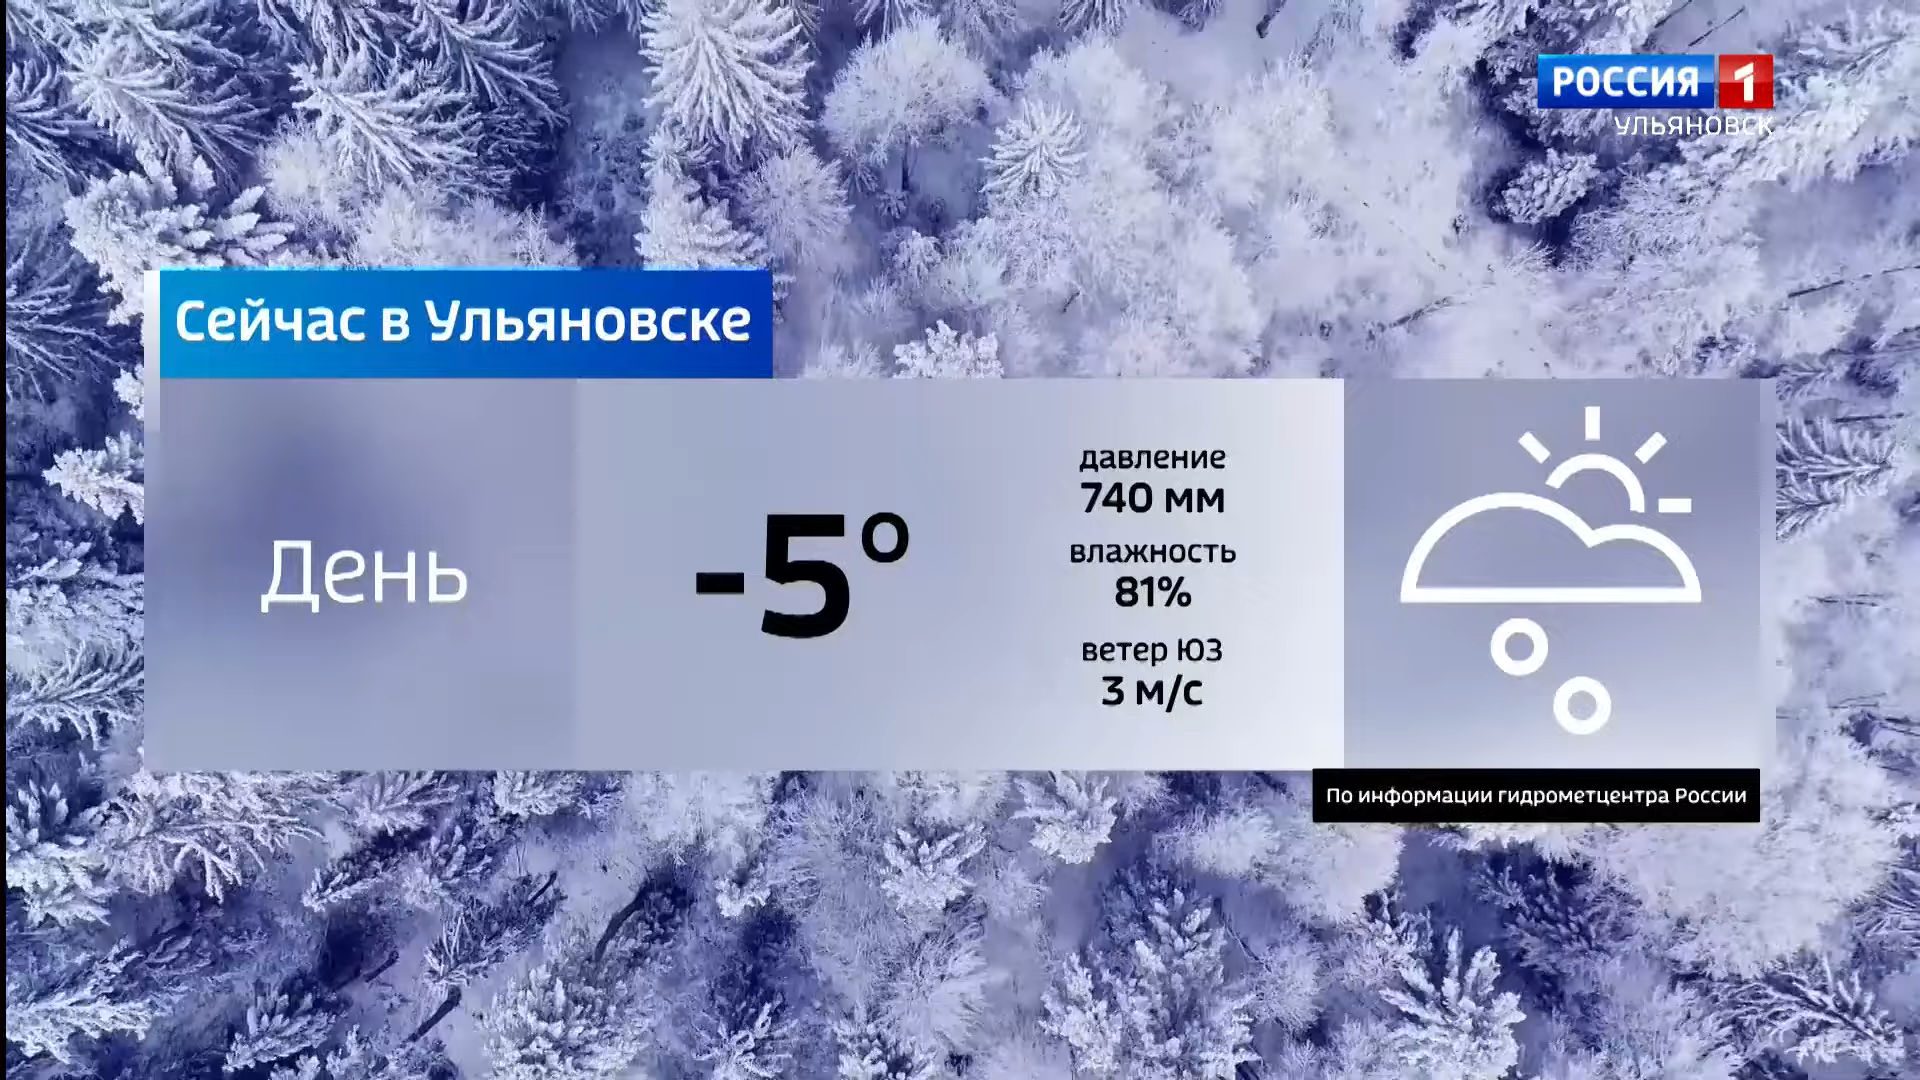 РОССИЯ 1
УЛЬЯНОВСК
Сейчас в Ульяновске
День
-5°
давление
740 мм
влажность
81%
ветер ЮЗ
3 м/с
По информации гидрометцентра России